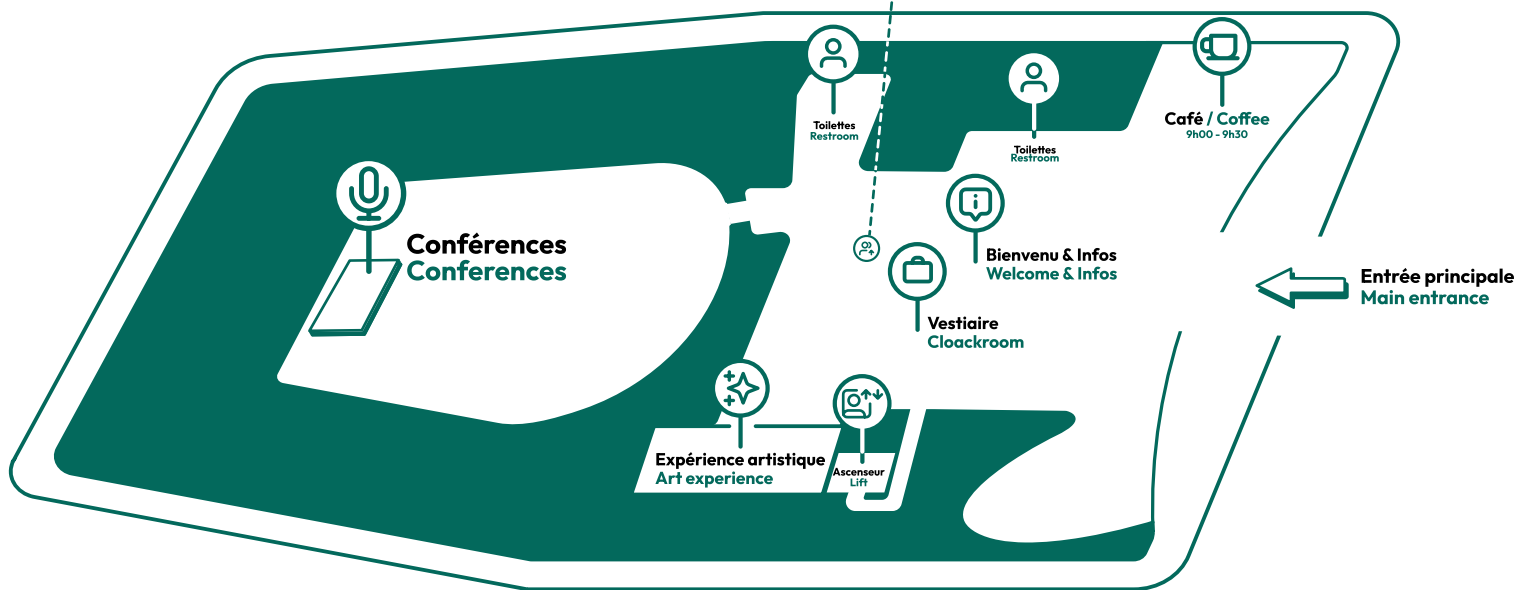 Toilettes
Restroom
Toilettes
Restroom
Café / Coffee
9h00 - 9h30
Conférences
Conferences
Bienvenu & Infos
Welcome & Infos
Entrée principale
Main entrance
Vestiaire
Cloackroom
Expérience artistique
Art experience
Ascenseur
Lift